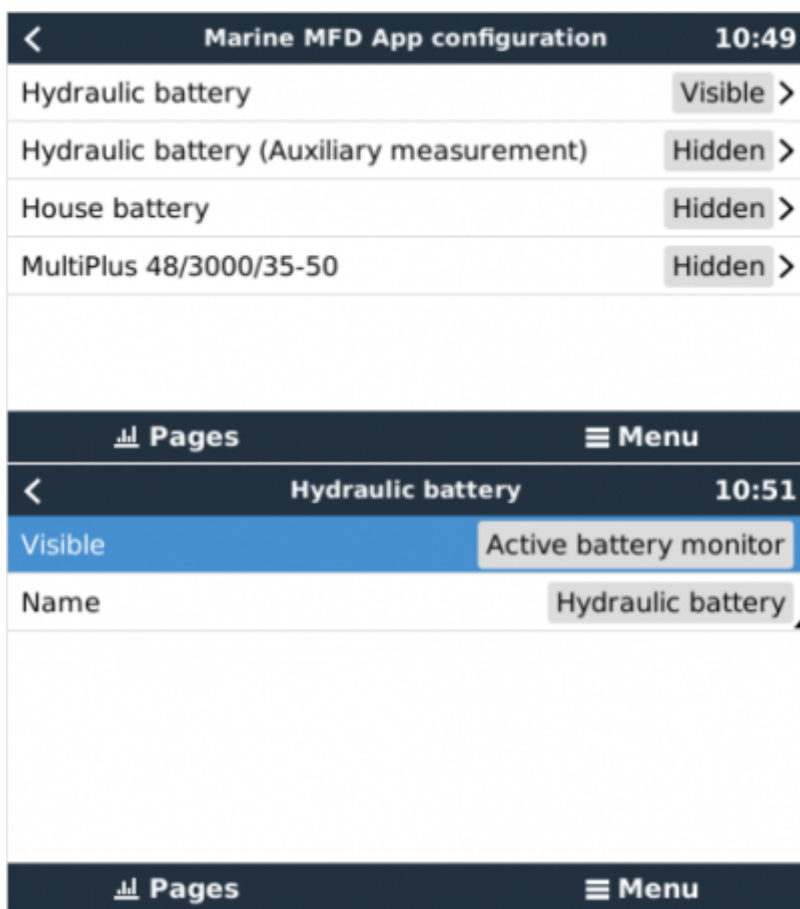 Marine MFD App configuration 10:49
Hydraulic battery Visible
Hydraulic battery (Auxiliary measurement) Hidden
House battery Hidden
MultiPlus 48/3000/35-50 Hidden
Pages Menu
Hydraulic battery 10:51
Visible Active battery monitor
Name Hydraulic battery
Pages Menu